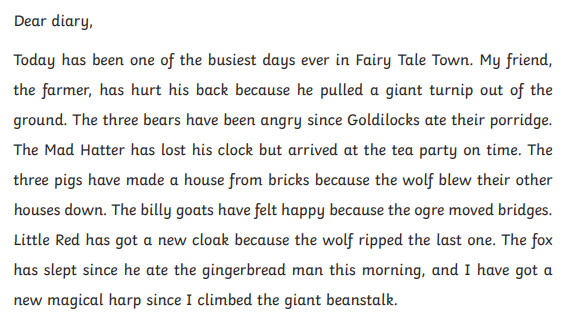 Dear diary,
Today has been one of the busiest days ever in Fairy Tale Town. My friend,
the farmer, has hurt his back because he pulled a giant turnip out of the
ground. The three bears have been angry since Goldilocks ate their porridge.
The Mad Hatter has lost his clock but arrived at the tea party on time. The
three pigs have made a house from bricks because the wolf blew their other
houses down. The billy goats have felt happy because the ogre moved bridges.
Little Red has got a new cloak because the wolf ripped the last one. The fox
has slept since he ate the gingerbread man this morning, and I have got a
new magical harp since I climbed the giant beanstalk.